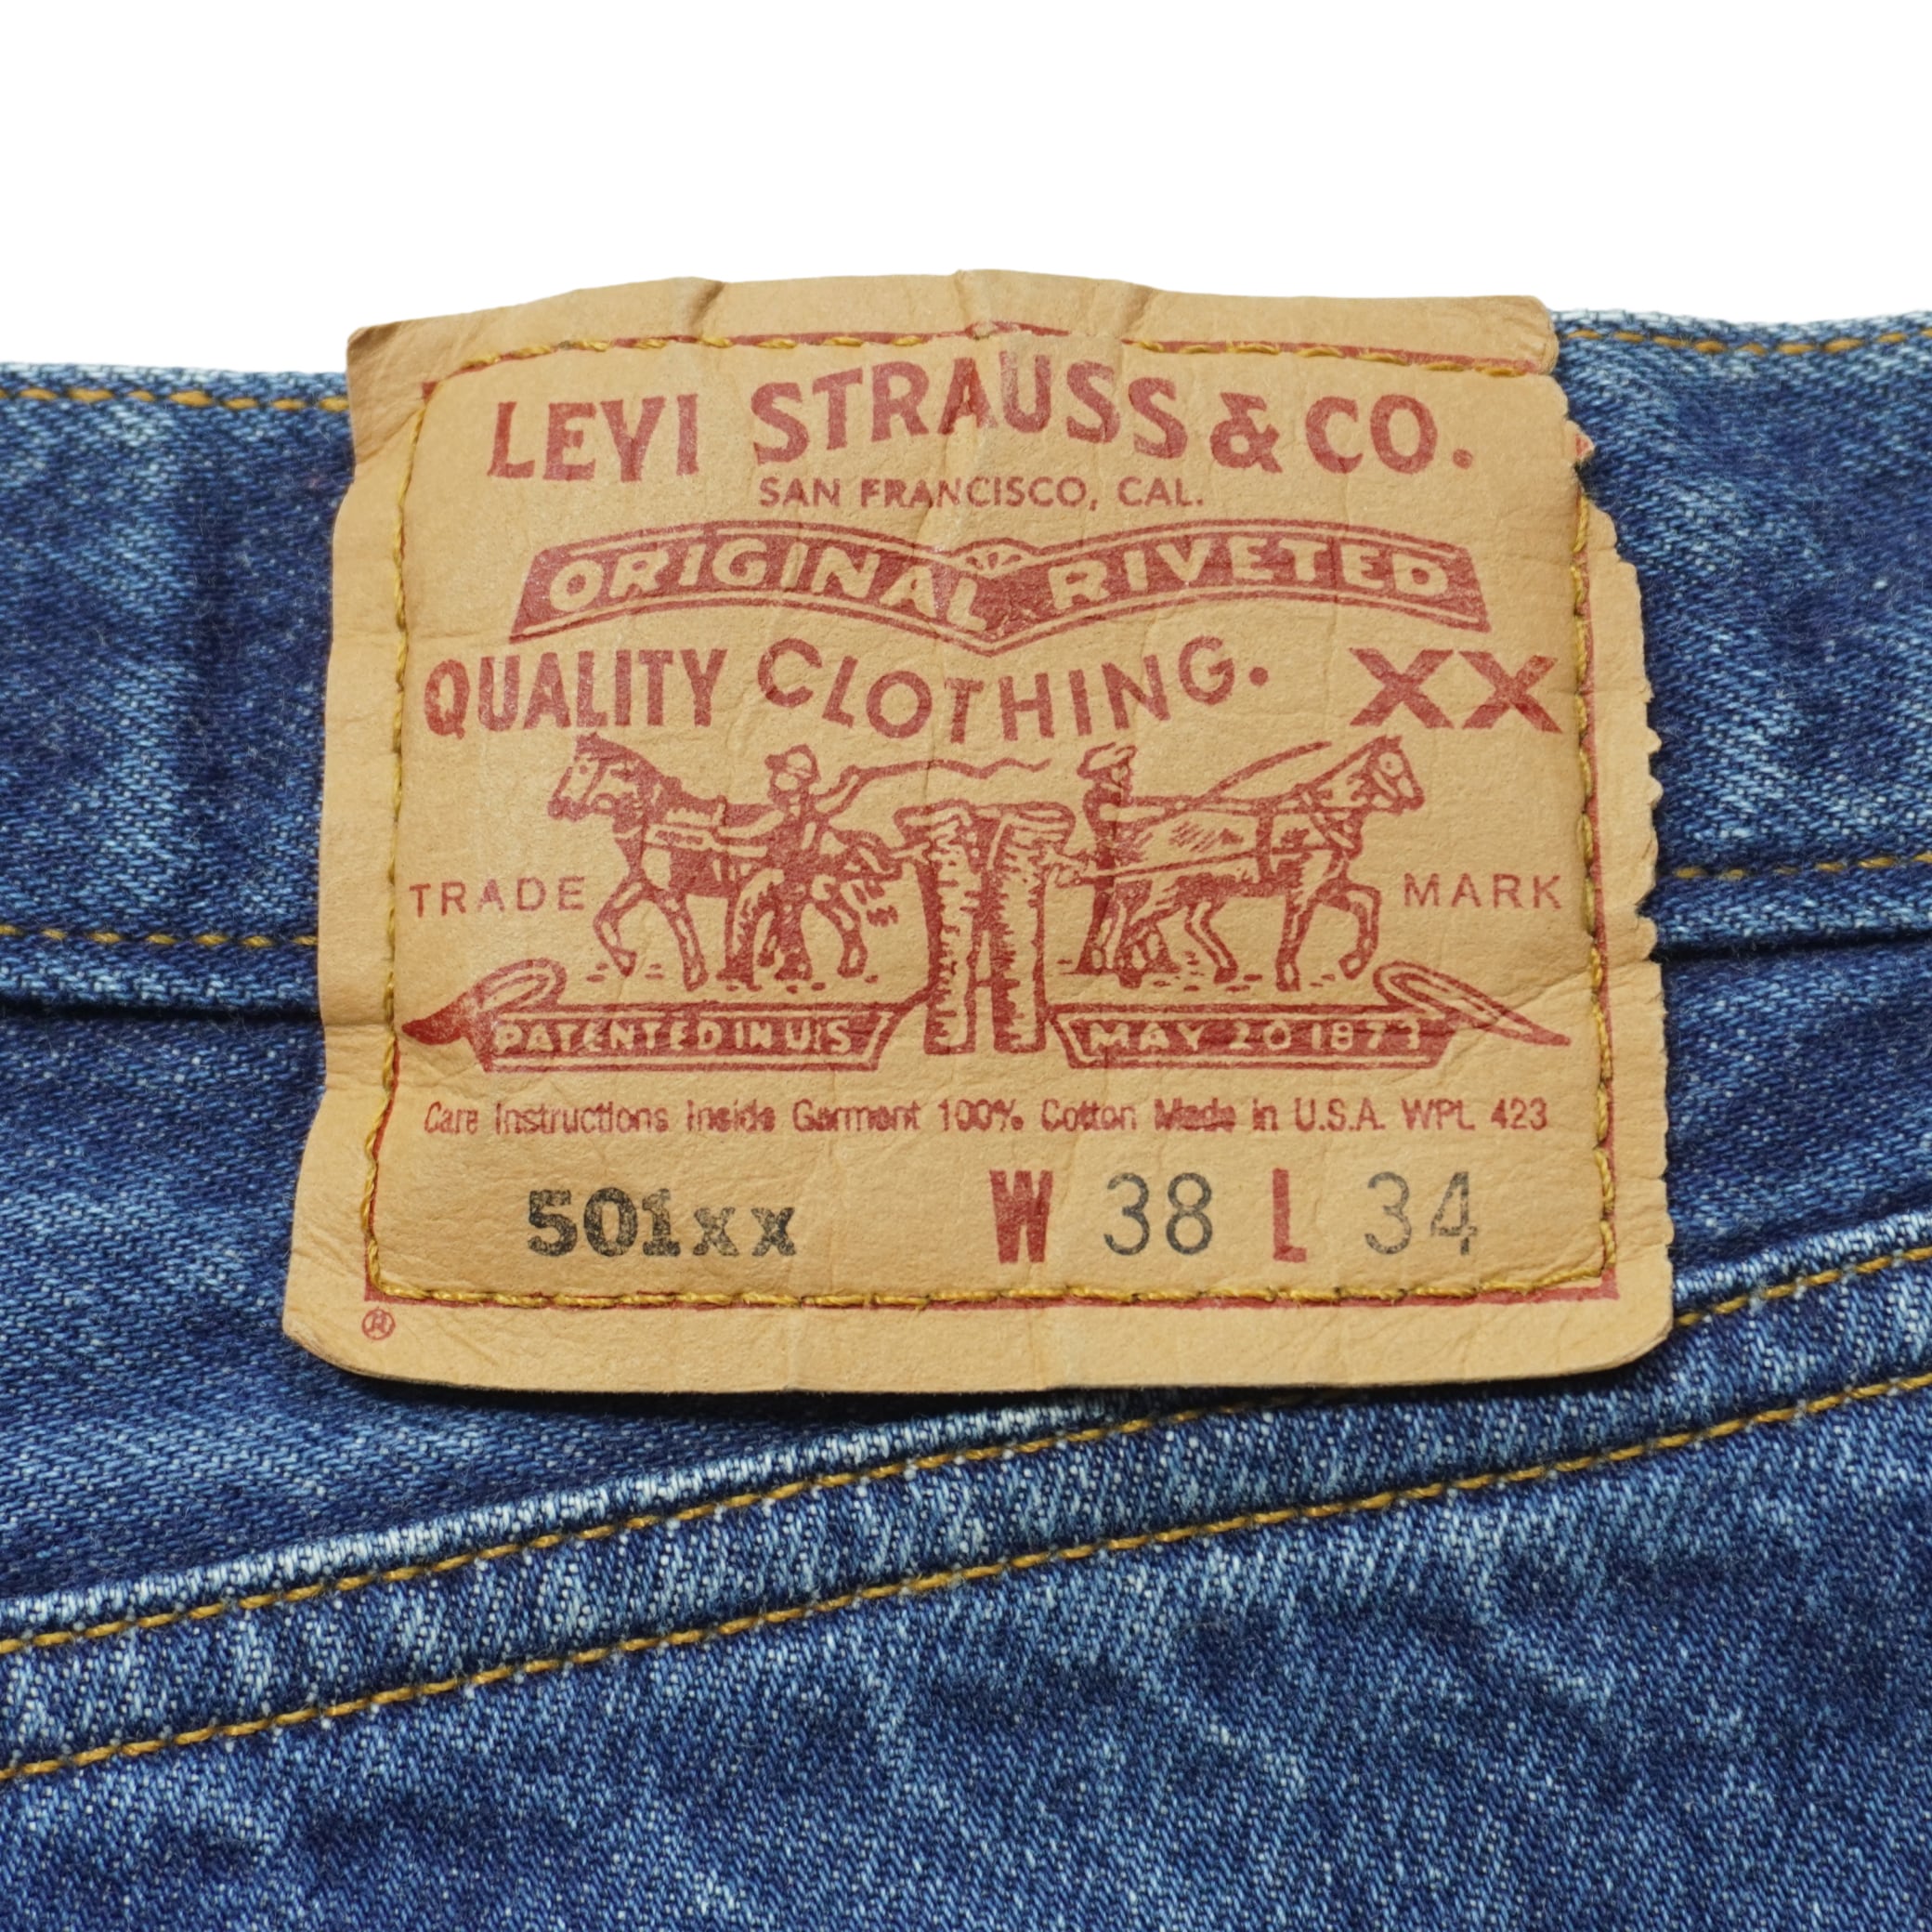 LEVI STRAUSS & CO.
SAN FRANCISCO, CAL.
ORIGINAL RIVETED
QUALITY CLOTHING. XX
TRADE MARK
PATENTED IN U.S MAY 20 1873
Care Instructions Inside Garment 100% Cotton Made in U.S.A. WPL 423
501xx W 38 L 34
®